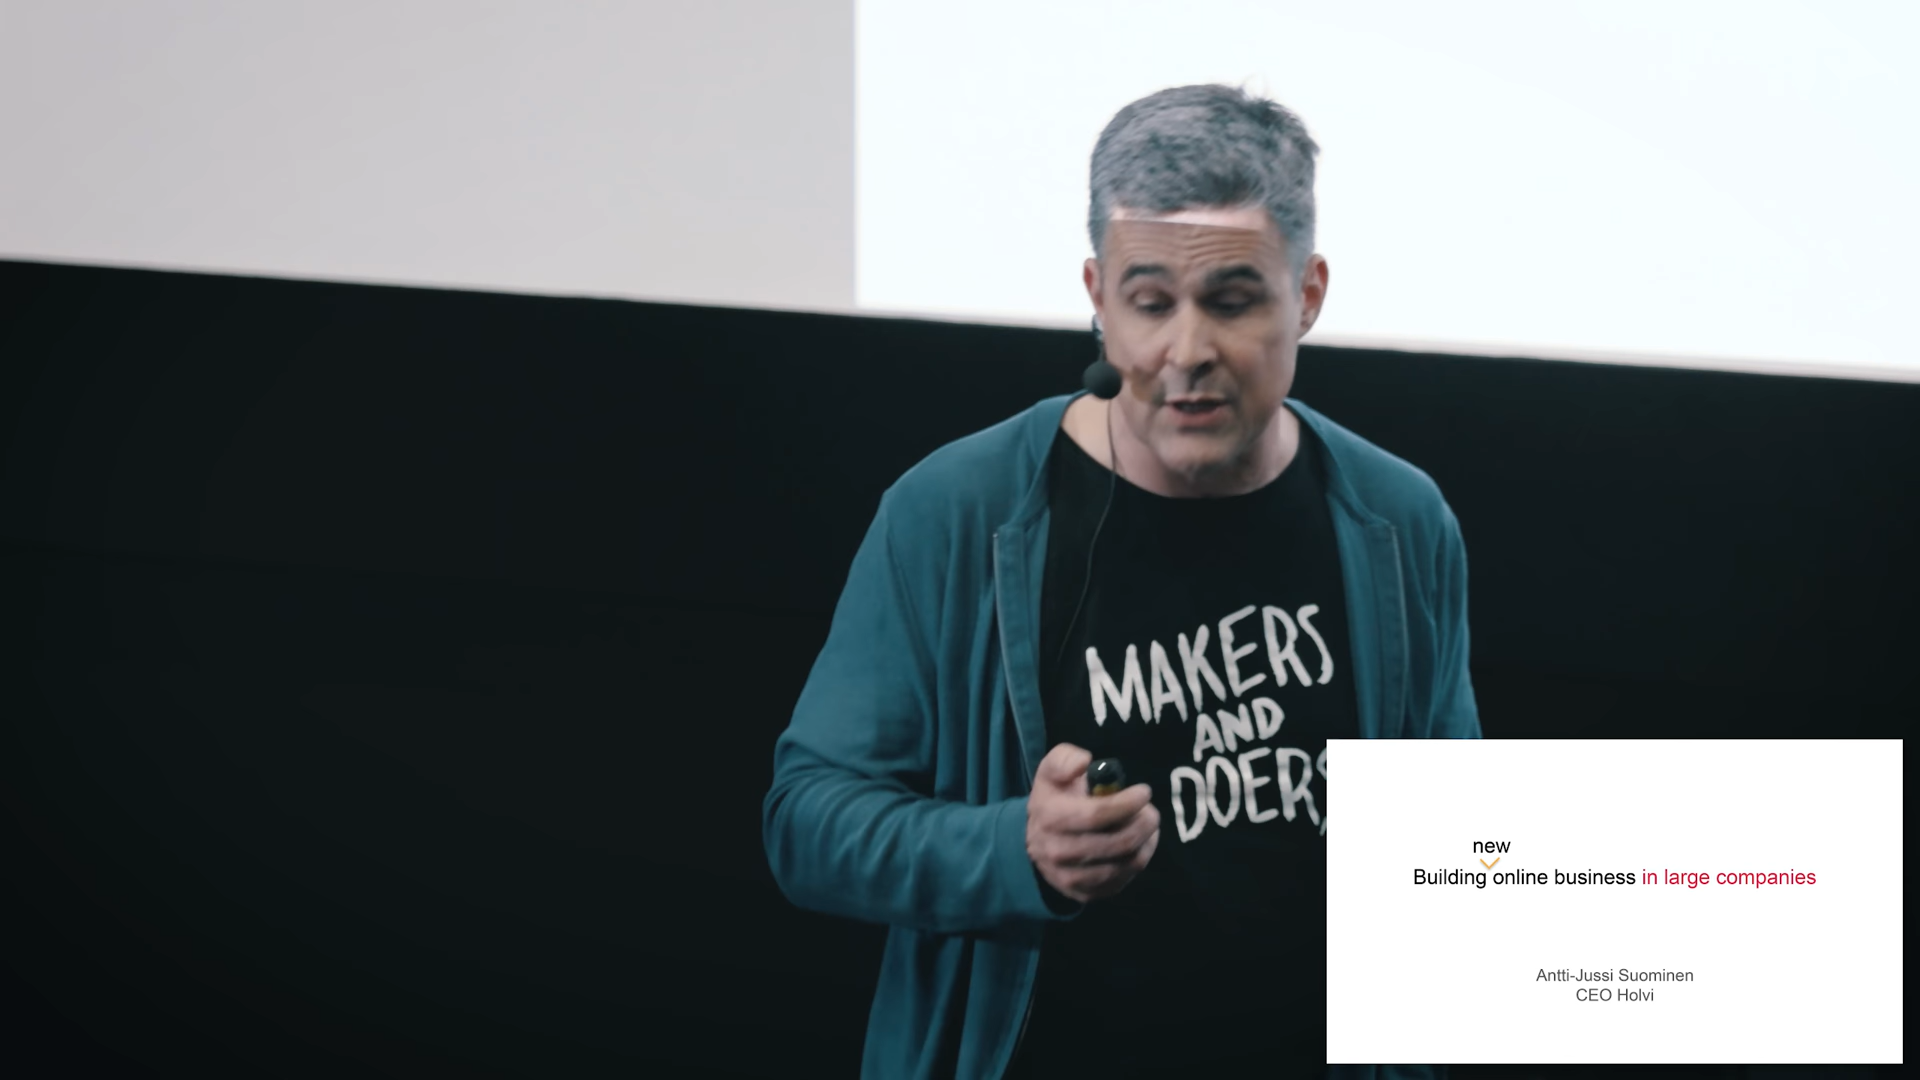 MAKERS
AND
DOERS
new
Building online business in large companies
Antti-Jussi Suominen
CEO Holvi